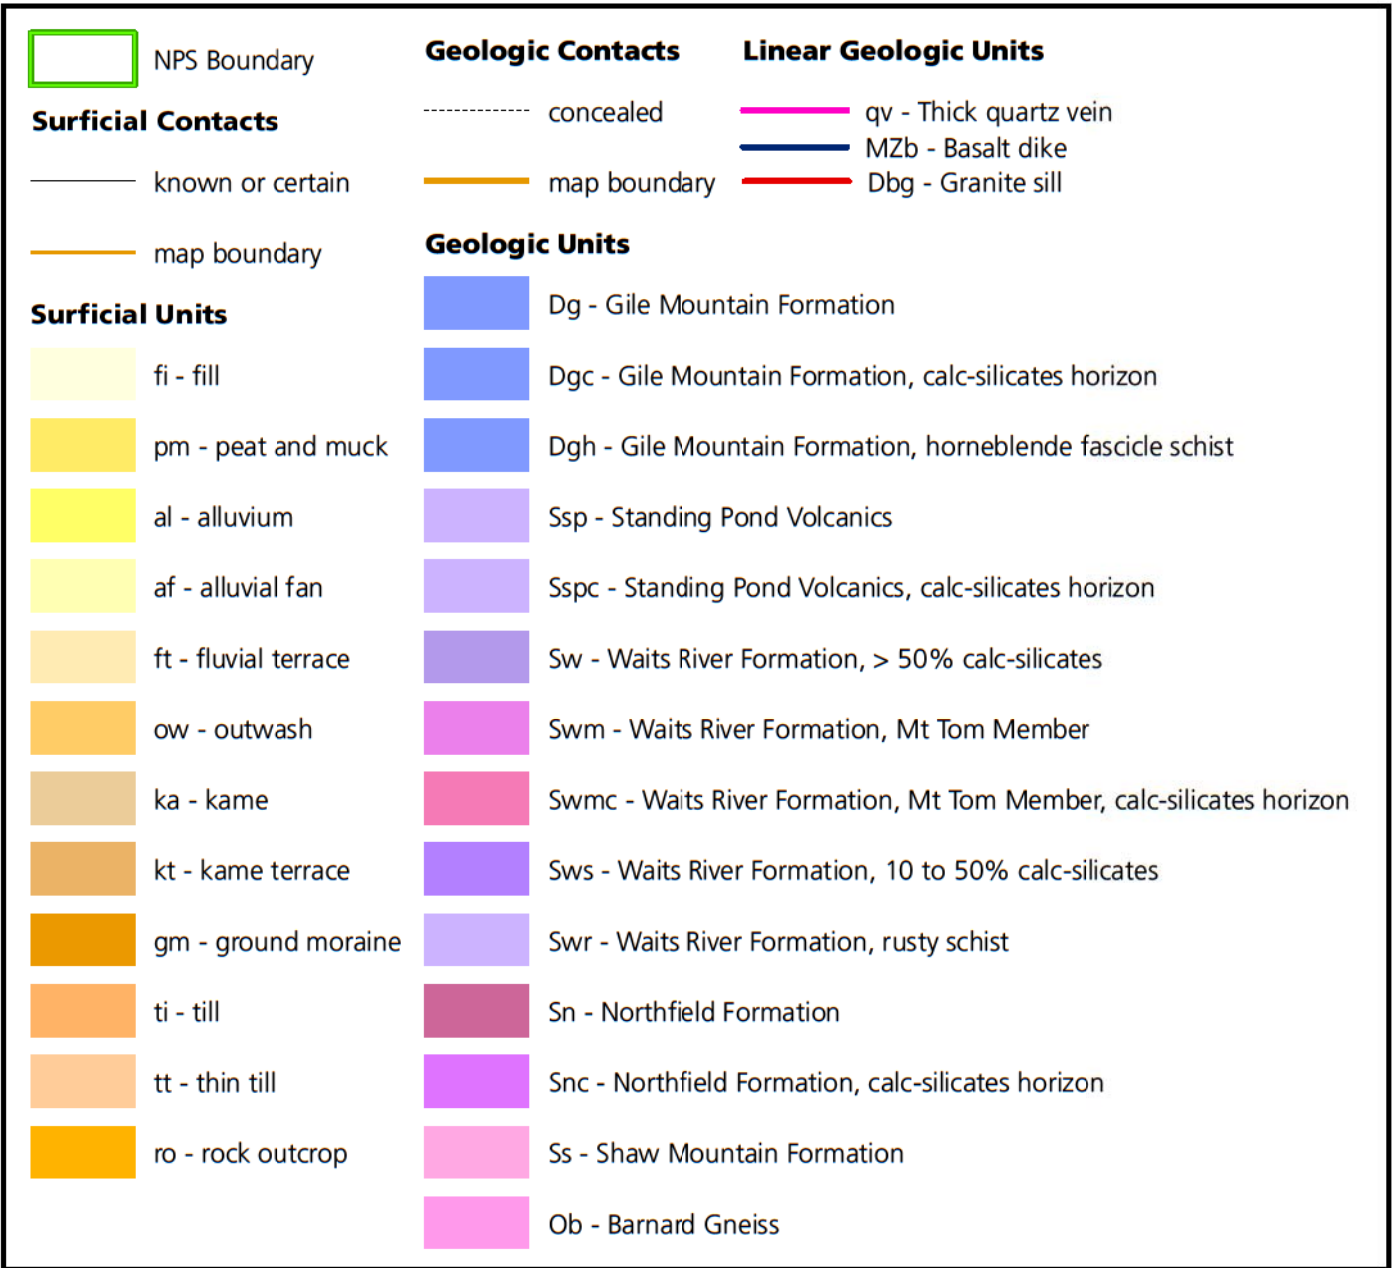 NPS Boundary
Surficial Contacts
known or certain
map boundary
Surficial Units
fi - fill
pm - peat and muck
al - alluvium
af - alluvial fan
ft - fluvial terrace
ow - outwash
ka - kame
kt - kame terrace
gm - ground moraine
ti - till
tt - thin till
ro - rock outcrop
Geologic Contacts
concealed
map boundary
Linear Geologic Units
qv - Thick quartz vein
MZb - Basalt dike
Dbg - Granite sill
Geologic Units
Dg - Gile Mountain Formation
Dgc - Gile Mountain Formation, calc-silicates horizon
Dgh - Gile Mountain Formation, horneblende fascicle schist
Ssp - Standing Pond Volcanics
Sspc - Standing Pond Volcanics, calc-silicates horizon
Sw - Waits River Formation, > 50% calc-silicates
Swm - Waits River Formation, Mt Tom Member
Swmc - Waits River Formation, Mt Tom Member, calc-silicates horizon
Sws - Waits River Formation, 10 to 50% calc-silicates
Swr - Waits River Formation, rusty schist
Sn - Northfield Formation
Snc - Northfield Formation, calc-silicates horizon
Ss - Shaw Mountain Formation
Ob - Barnard Gneiss